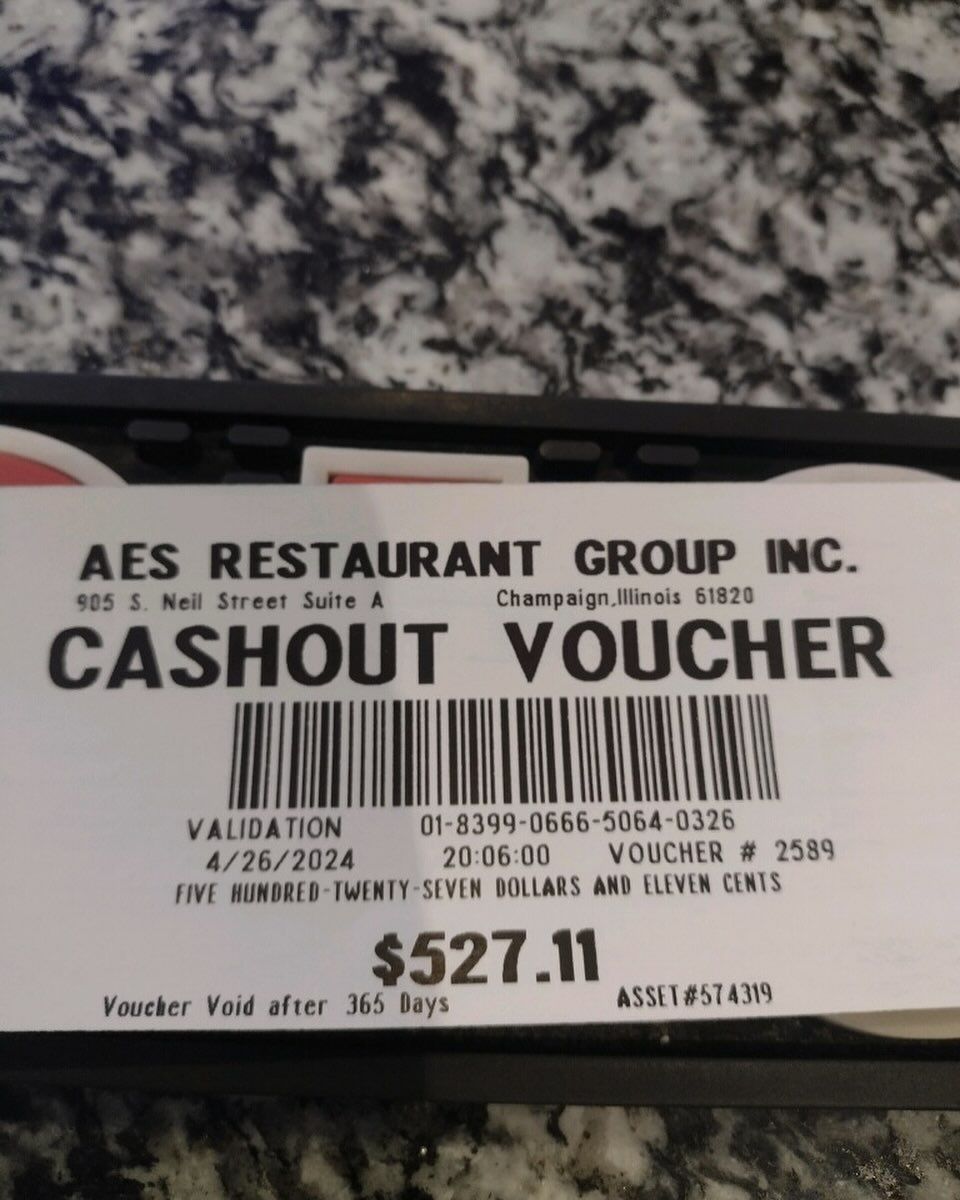 AES RESTAURANT GROUP INC.
905 S. Neil Street Suite A Champaign,Illinois 61820
CASHOUT VOUCHER
VALIDATION 01-8399-0666-5064-0326
4/26/2024 20:06:00 VOUCHER # 2589
FIVE HUNDRED-TWENTY-SEVEN DOLLARS AND ELEVEN CENTS
$527.11
Voucher Void after 365 Days ASSET#574319